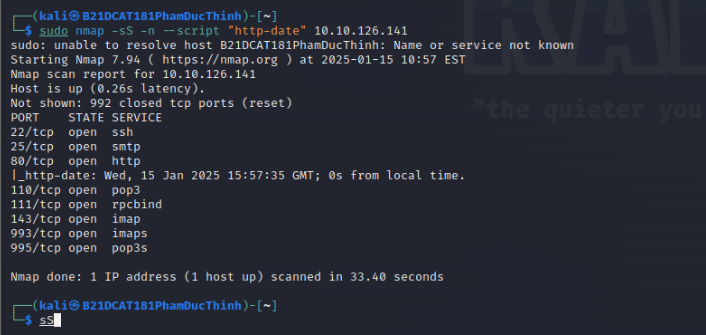 ┌──(kali㉿B21DCAT181PhamDucThinh)-[~]
└─$ sudo nmap -sS -n --script "http-date" 10.10.126.141
sudo: unable to resolve host B21DCAT181PhamDucThinh: Name or service not known
Starting Nmap 7.94 ( https://nmap.org ) at 2025-01-15 10:57 EST
Nmap scan report for 10.10.126.141
Host is up (0.26s latency).
Not shown: 992 closed tcp ports (reset)
PORT    STATE SERVICE
22/tcp  open  ssh
25/tcp  open  smtp
80/tcp  open  http
|_http-date: Wed, 15 Jan 2025 15:57:35 GMT; 0s from local time.
110/tcp open  pop3
111/tcp open  rpcbind
143/tcp open  imap
993/tcp open  imaps
995/tcp open  pop3s
Nmap done: 1 IP address (1 host up) scanned in 33.40 seconds
┌──(kali㉿B21DCAT181PhamDucThinh)-[~]
└─$ sS
"the quieter you